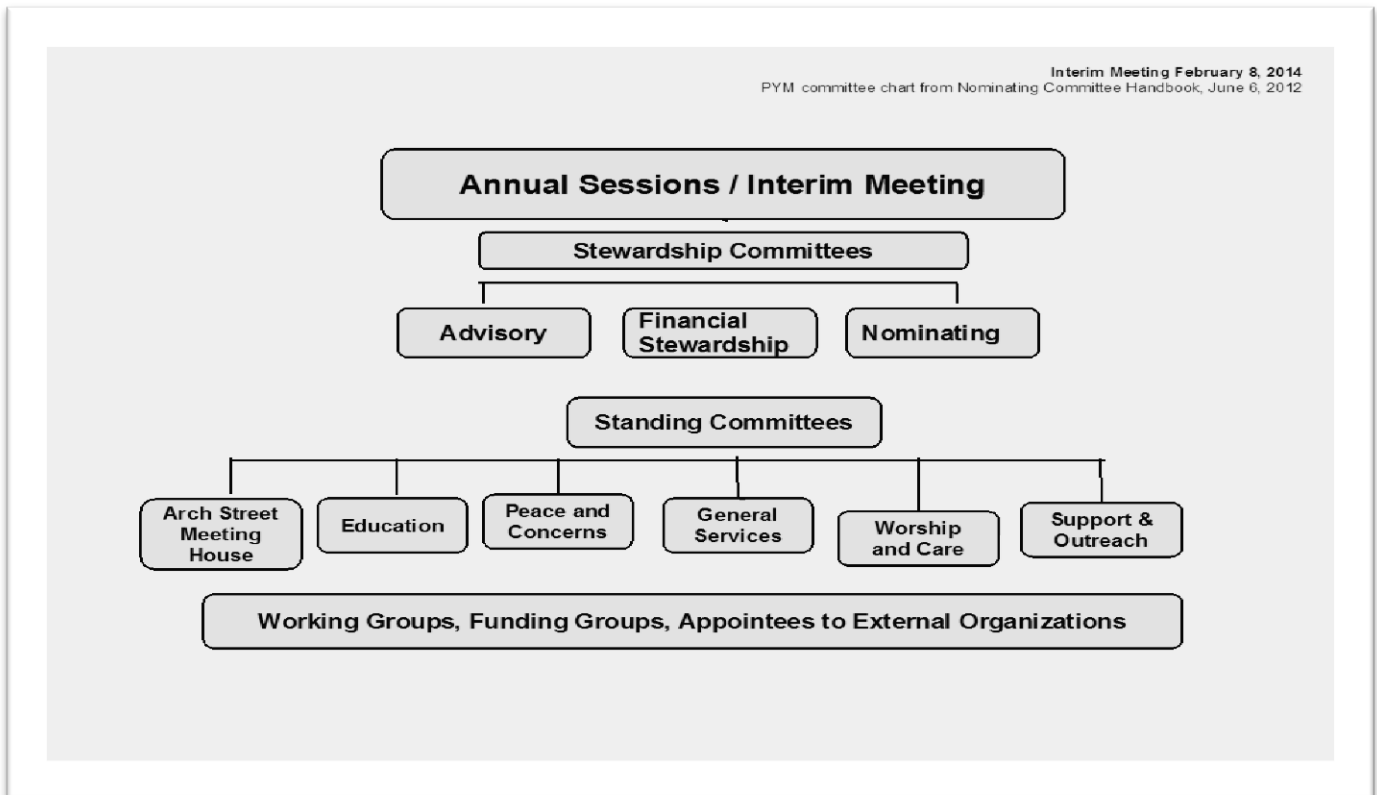 Interim Meeting February 8, 2014
PYM committee chart from Nominating Committee Handbook, June 6, 2012
Annual Sessions / Interim Meeting
Stewardship Committees
Advisory
Financial
Stewardship
Nominating
Standing Committees
Arch Street
Meeting
House
Education
Peace and
Concerns
General
Services
Worship
and Care
Support &
Outreach
Working Groups, Funding Groups, Appointees to External Organizations